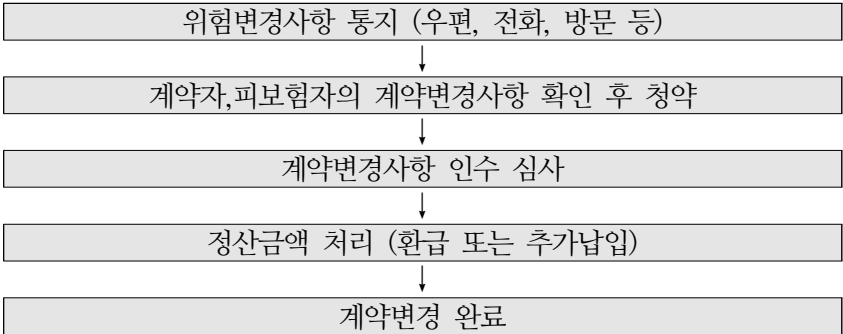 위험변경사항 통지 (우편, 전화, 방문 등)
계약자,피보험자의 계약변경사항 확인 후 청약
계약변경사항 인수 심사
정산금액 처리 (환급 또는 추가납입)
계약변경 완료